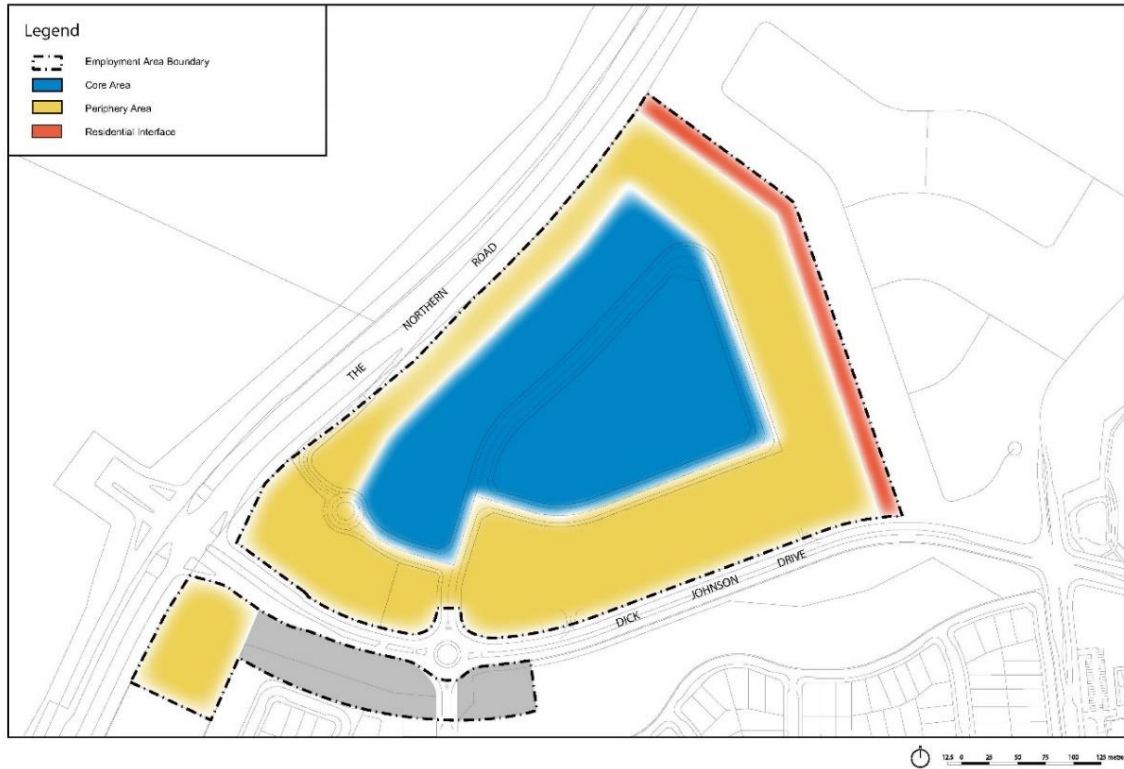 Legend
Employment Area Boundary
Core Area
Periphery Area
Residential Interface
THE NORTHERN ROAD
DICK JOHNSON DRIVE
12.5 0 25 50 75 100 125 metres